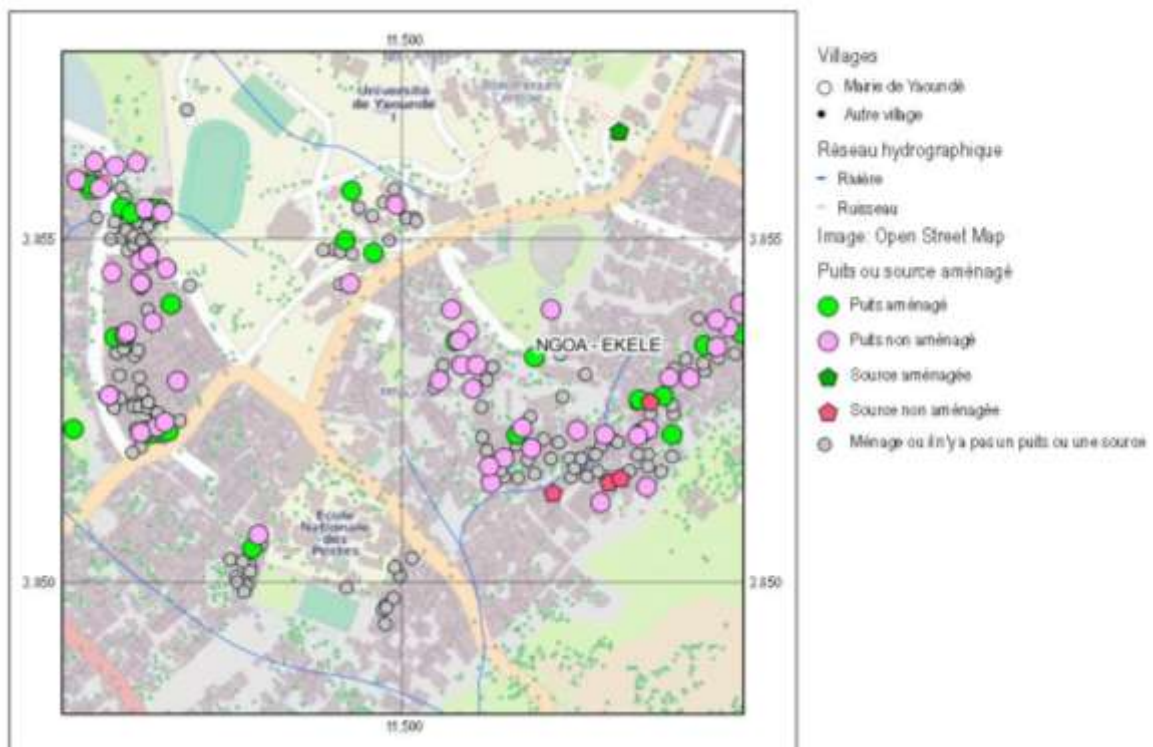 11.500
Université
de Yaoundé
I
3.855
3.855
NGOA - EKELE
Ecole
Nationale
des
Postes
3.850
3.850
11.500
Villages
Mairie de Yaoundé
Autre village
Réseau hydrographique
Rivière
Ruisseau
Image: Open Street Map
Puits ou source aménagé
Puits aménagé
Puits non aménagé
Source aménagée
Source non aménagée
Ménage ou il n'y a pas un puits ou une source